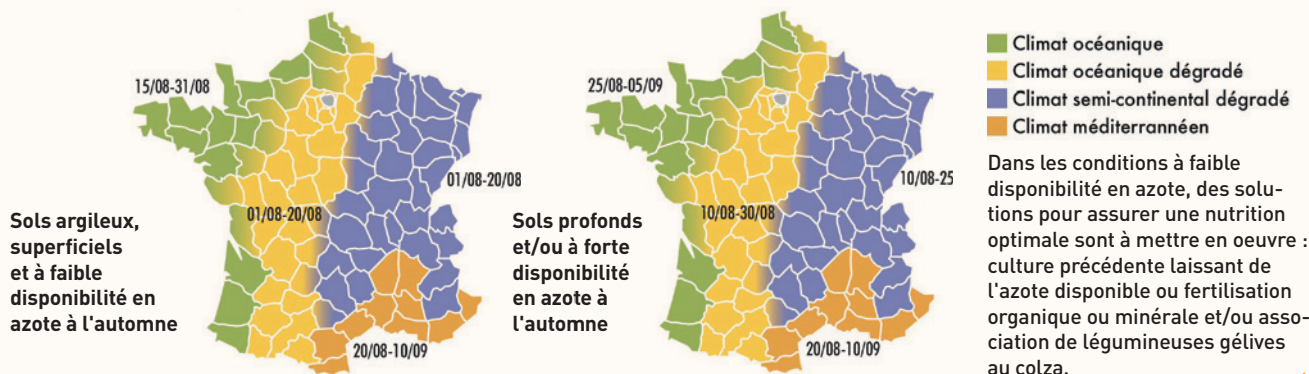 15/08-31/08
01/08-20/08
01/08-20/08
20/08-10/09
Sols argileux,
superficiels
et à faible
disponibilité en
azote à l'automne
25/08-05/09
10/08-25
10/08-30/08
20/08-10/09
Sols profonds
et/ou à forte
disponibilité
en azote à
l'automne
Climat océanique
Climat océanique dégradé
Climat semi-continental dégradé
Climat méditerrannéen
Dans les conditions à faible
disponibilité en azote, des solu-
tions pour assurer une nutrition
optimale sont à mettre en oeuvre :
culture précédente laissant de
l'azote disponible ou fertilisation
organique ou minérale et/ou asso-
ciation de légumineuses gélives
au colza.